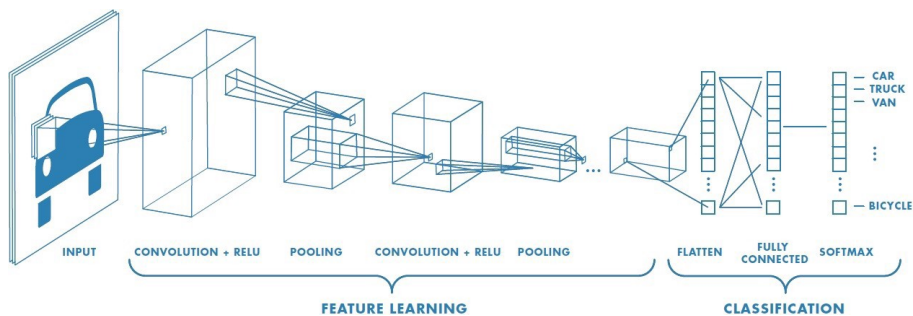 CAR
TRUCK
VAN
BICYCLE
INPUT
CONVOLUTION + RELU
POOLING
CONVOLUTION + RELU
POOLING
FLATTEN
FULLY
CONNECTED
SOFTMAX
FEATURE LEARNING
CLASSIFICATION